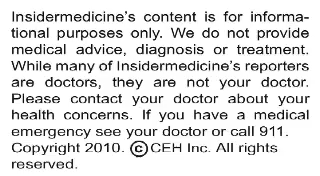 Insidermedicine's content is for informa-
tional purposes only. We do not provide
medical advice, diagnosis or treatment.
While many of Insidermedicine's reporters
are doctors, they are not your doctor.
Please contact your doctor about your
health concerns. If you have a medical
emergency see your doctor or call 911.
Copyright 2010. © CEH Inc. All rights
reserved.